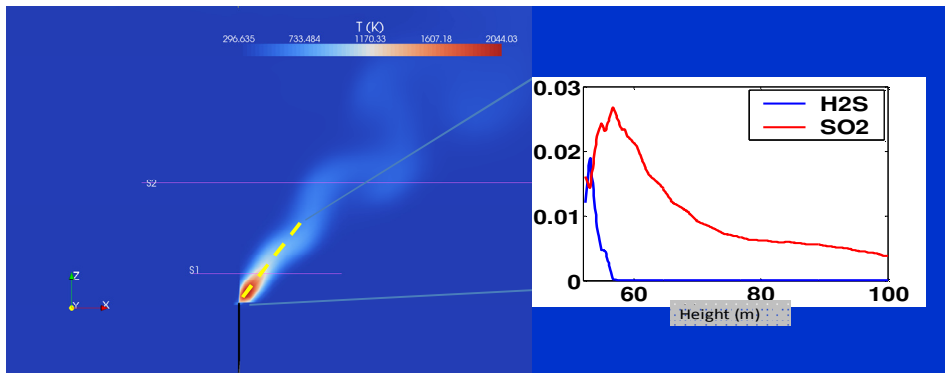 T (K)
296.635 733.484 1170.33 1607.18 2044.03
S2
S1
Z
Y X
0.03
0.02
0.01
0
60 80 100
H2S
SO2
Height (m)